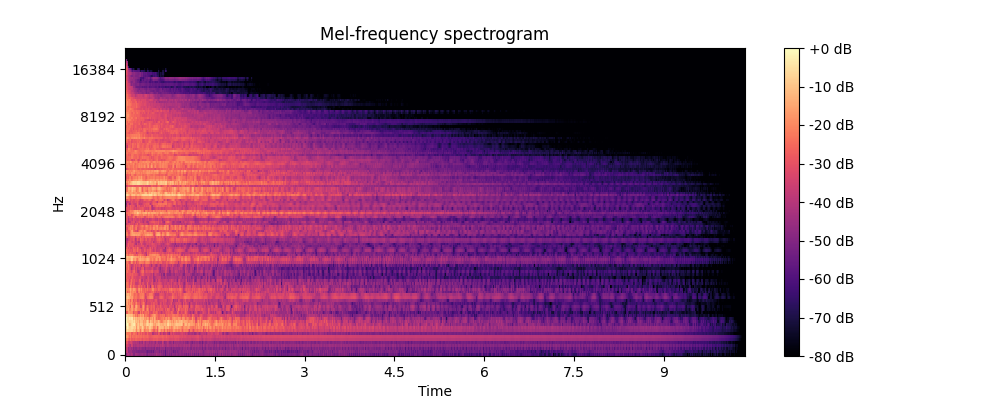 Mel-frequency spectrogram
Hz
16384
8192
4096
2048
1024
512
0
0 1.5 3 4.5 6 7.5 9
Time
+0 dB
-10 dB
-20 dB
-30 dB
-40 dB
-50 dB
-60 dB
-70 dB
-80 dB